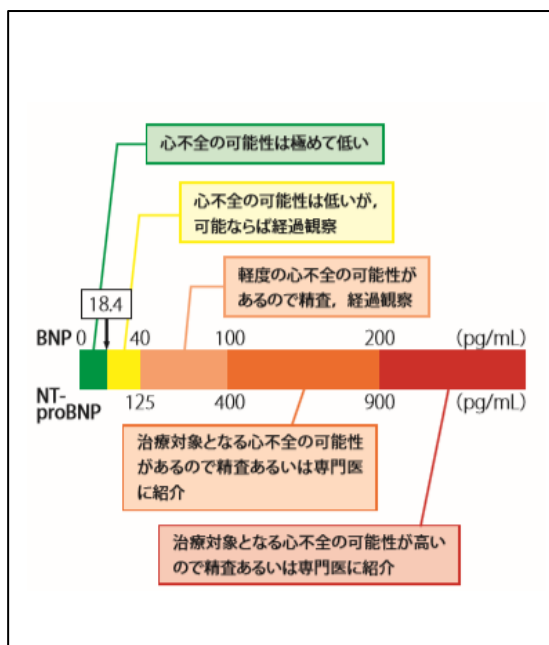 心不全の可能性は極めて低い
心不全の可能性は低いが,
可能ならば経過観察
軽度の心不全の可能性が
あるので精査, 経過観察
18.4
BNP 0 40 100 200 (pg/mL)
NT-
proBNP 125 400 900 (pg/mL)
治療対象となる心不全の可能性
があるので精査あるいは専門医
に紹介
治療対象となる心不全の可能性が高い
ので精査あるいは専門医に紹介